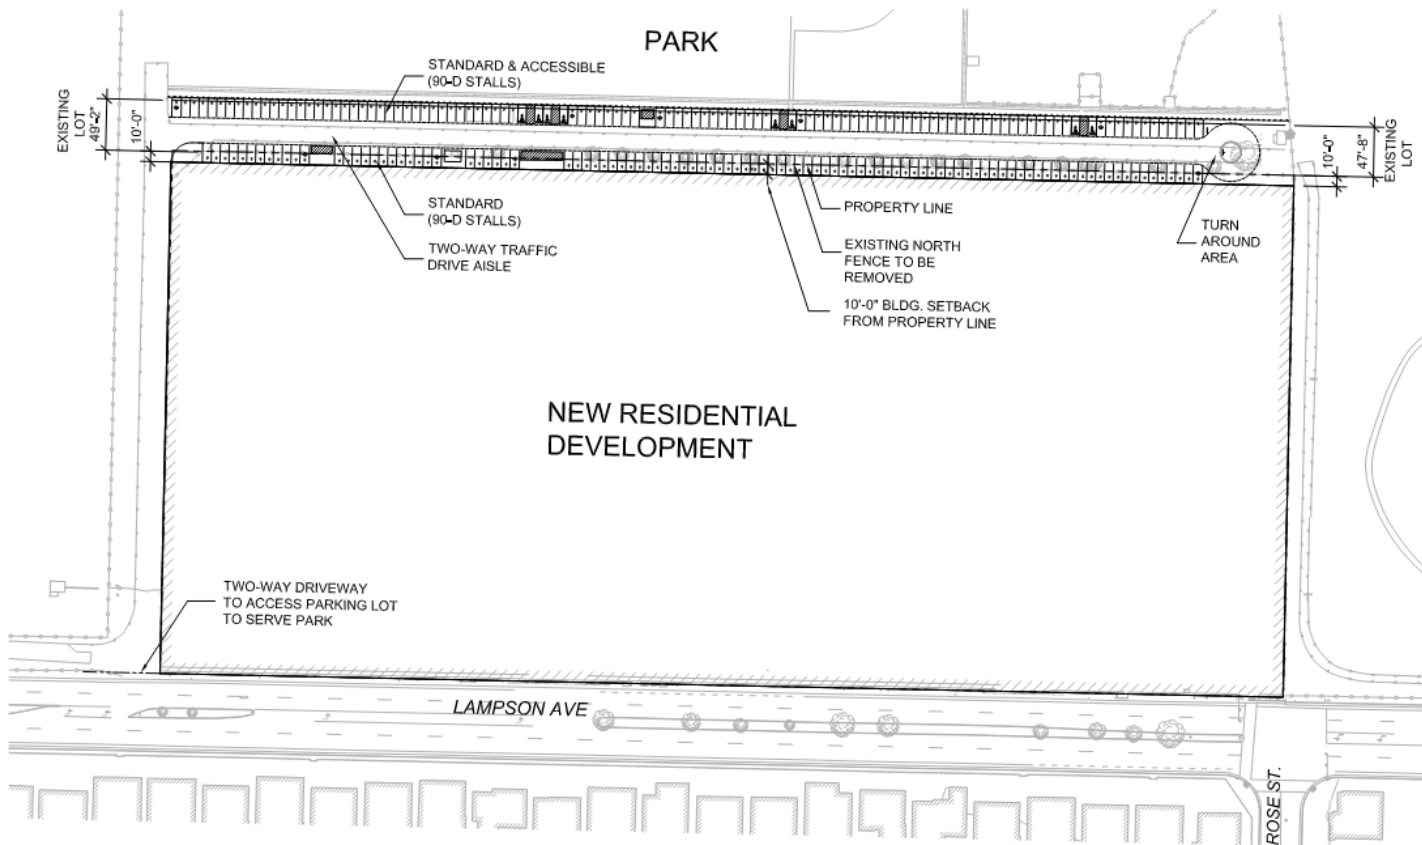 PARK
STANDARD & ACCESSIBLE
(90-D STALLS)
EXISTING
LOT
49'-2"
10'-0"
10'-0"
47'-8"
EXISTING
LOT
STANDARD
(90-D STALLS)
TWO-WAY TRAFFIC
DRIVE AISLE
PROPERTY LINE
EXISTING NORTH
FENCE TO BE
REMOVED
10'-0" BLDG. SETBACK
FROM PROPERTY LINE
TURN
AROUND
AREA
NEW RESIDENTIAL
DEVELOPMENT
TWO-WAY DRIVEWAY
TO ACCESS PARKING LOT
TO SERVE PARK
LAMPSON AVE
ROSE ST.